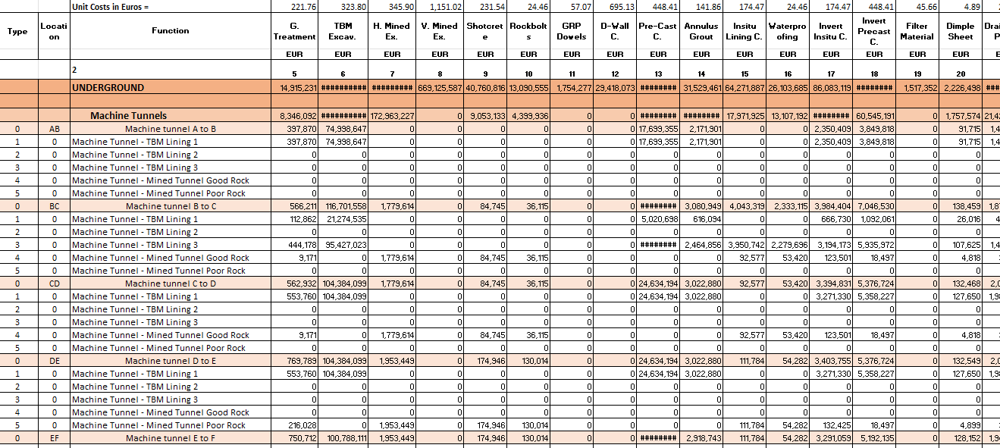 Unit Costs in Euros = 221.76 323.80 345.90 1,151.02 231.54 24.46 57.07 695.13 448.41 141.86 174.47 24.46 174.47 448.41 45.66 4.89
Type Locati on Function G. Treatment TBM Excav. H. Mined Ex. V. Mined Ex. Shotcret e Rockbolt s GRP Dowels D-Wall C. Pre-Cast C. Annulus Grout Insitu Lining C. Waterpro ofing Invert Insitu C. Invert Precast C. Filter Material Dimple Sheet Drai P
EUR EUR EUR EUR EUR EUR EUR EUR EUR EUR EUR EUR EUR EUR EUR EUR E
2 5 6 7 8 9 10 11 12 13 14 15 16 17 18 19 20
UNDERGROUND 14,915,231 ########## ######### 669,125,587 40,760,816 13,090,555 1,754,277 29,418,073 ######## 31,529,461 64,271,887 26,103,685 86,083,119 ######## 1,517,352 2,226,498 ###
Machine Tunnels 8,346,092 ########## 172,963,227 0 9,053,133 4,399,936 0 0 ######## ######## 17,971,925 13,107,192 ######## 60,545,191 0 1,757,574 21,4
0 AB Machine tunnel A to B 397,870 74,998,647 0 0 0 0 0 0 17,699,355 2,171,901 0 0 2,350,409 3,849,818 0 91,715 1,4
1 0 Machine Tunnel - TBM Lining 1 397,870 74,998,647 0 0 0 0 0 0 17,699,355 2,171,901 0 0 2,350,409 3,849,818 0 91,715 1,4
2 0 Machine Tunnel - TBM Lining 2 0 0 0 0 0 0 0 0 0 0 0 0 0 0 0 0
3 0 Machine Tunnel - TBM Lining 3 0 0 0 0 0 0 0 0 0 0 0 0 0 0 0 0
4 0 Machine Tunnel - Mined Tunnel Good Rock 0 0 0 0 0 0 0 0 0 0 0 0 0 0 0 0
5 0 Machine Tunnel - Mined Tunnel Poor Rock 0 0 0 0 0 0 0 0 0 0 0 0 0 0 0 0
0 BC Machine tunnel B to C 566,211 116,701,558 1,779,614 0 84,745 36,115 0 0 ######## 3,080,949 4,043,319 2,333,115 3,984,404 7,046,530 0 138,459 1,8
1 0 Machine Tunnel - TBM Lining 1 112,862 21,274,535 0 0 0 0 0 0 5,020,698 616,094 0 0 666,730 1,092,061 0 26,016 4
2 0 Machine Tunnel - TBM Lining 2 0 0 0 0 0 0 0 0 0 0 0 0 0 0 0 0
3 0 Machine Tunnel - TBM Lining 3 444,178 95,427,023 0 0 0 0 0 0 ######## 2,464,856 3,950,742 2,279,696 3,194,173 5,935,972 0 107,625 1,4
4 0 Machine Tunnel - Mined Tunnel Good Rock 9,171 0 1,779,614 0 84,745 36,115 0 0 0 0 92,577 53,420 123,501 18,497 0 4,818
5 0 Machine Tunnel - Mined Tunnel Poor Rock 0 0 0 0 0 0 0 0 0 0 0 0 0 0 0 0
0 CD Machine tunnel C to D 562,932 104,384,099 1,779,614 0 84,745 36,115 0 0 24,634,194 3,022,880 92,577 53,420 3,394,831 5,376,724 0 132,468 2,0
1 0 Machine Tunnel - TBM Lining 1 553,760 104,384,099 0 0 0 0 0 0 24,634,194 3,022,880 0 0 3,271,330 5,358,227 0 127,650 1,9
2 0 Machine Tunnel - TBM Lining 2 0 0 0 0 0 0 0 0 0 0 0 0 0 0 0 0
3 0 Machine Tunnel - TBM Lining 3 0 0 0 0 0 0 0 0 0 0 0 0 0 0 0 0
4 0 Machine Tunnel - Mined Tunnel Good Rock 9,171 0 1,779,614 0 84,745 36,115 0 0 0 0 92,577 53,420 123,501 18,497 0 4,818
5 0 Machine Tunnel - Mined Tunnel Poor Rock 0 0 0 0 0 0 0 0 0 0 0 0 0 0 0 0
0 DE Machine tunnel D to E 769,789 104,384,099 1,953,449 0 174,946 130,014 0 0 24,634,194 3,022,880 111,784 54,282 3,403,755 5,376,724 0 132,549 2,0
1 0 Machine Tunnel - TBM Lining 1 553,760 104,384,099 0 0 0 0 0 0 24,634,194 3,022,880 0 0 3,271,330 5,358,227 0 127,650 1,9
2 0 Machine Tunnel - TBM Lining 2 0 0 0 0 0 0 0 0 0 0 0 0 0 0 0 0
3 0 Machine Tunnel - TBM Lining 3 0 0 0 0 0 0 0 0 0 0 0 0 0 0 0 0
4 0 Machine Tunnel - Mined Tunnel Good Rock 0 0 0 0 0 0 0 0 0 0 0 0 0 0 0 0
5 0 Machine Tunnel - Mined Tunnel Poor Rock 216,028 0 1,953,449 0 174,946 130,014 0 0 0 0 111,784 54,282 132,425 18,497 0 4,899
0 EF Machine tunnel E to F 750,712 100,788,111 1,953,449 0 174,946 130,014 0 0 ######## 2,918,743 111,784 54,282 3,291,059 5,192,135 0 128,152 1,9